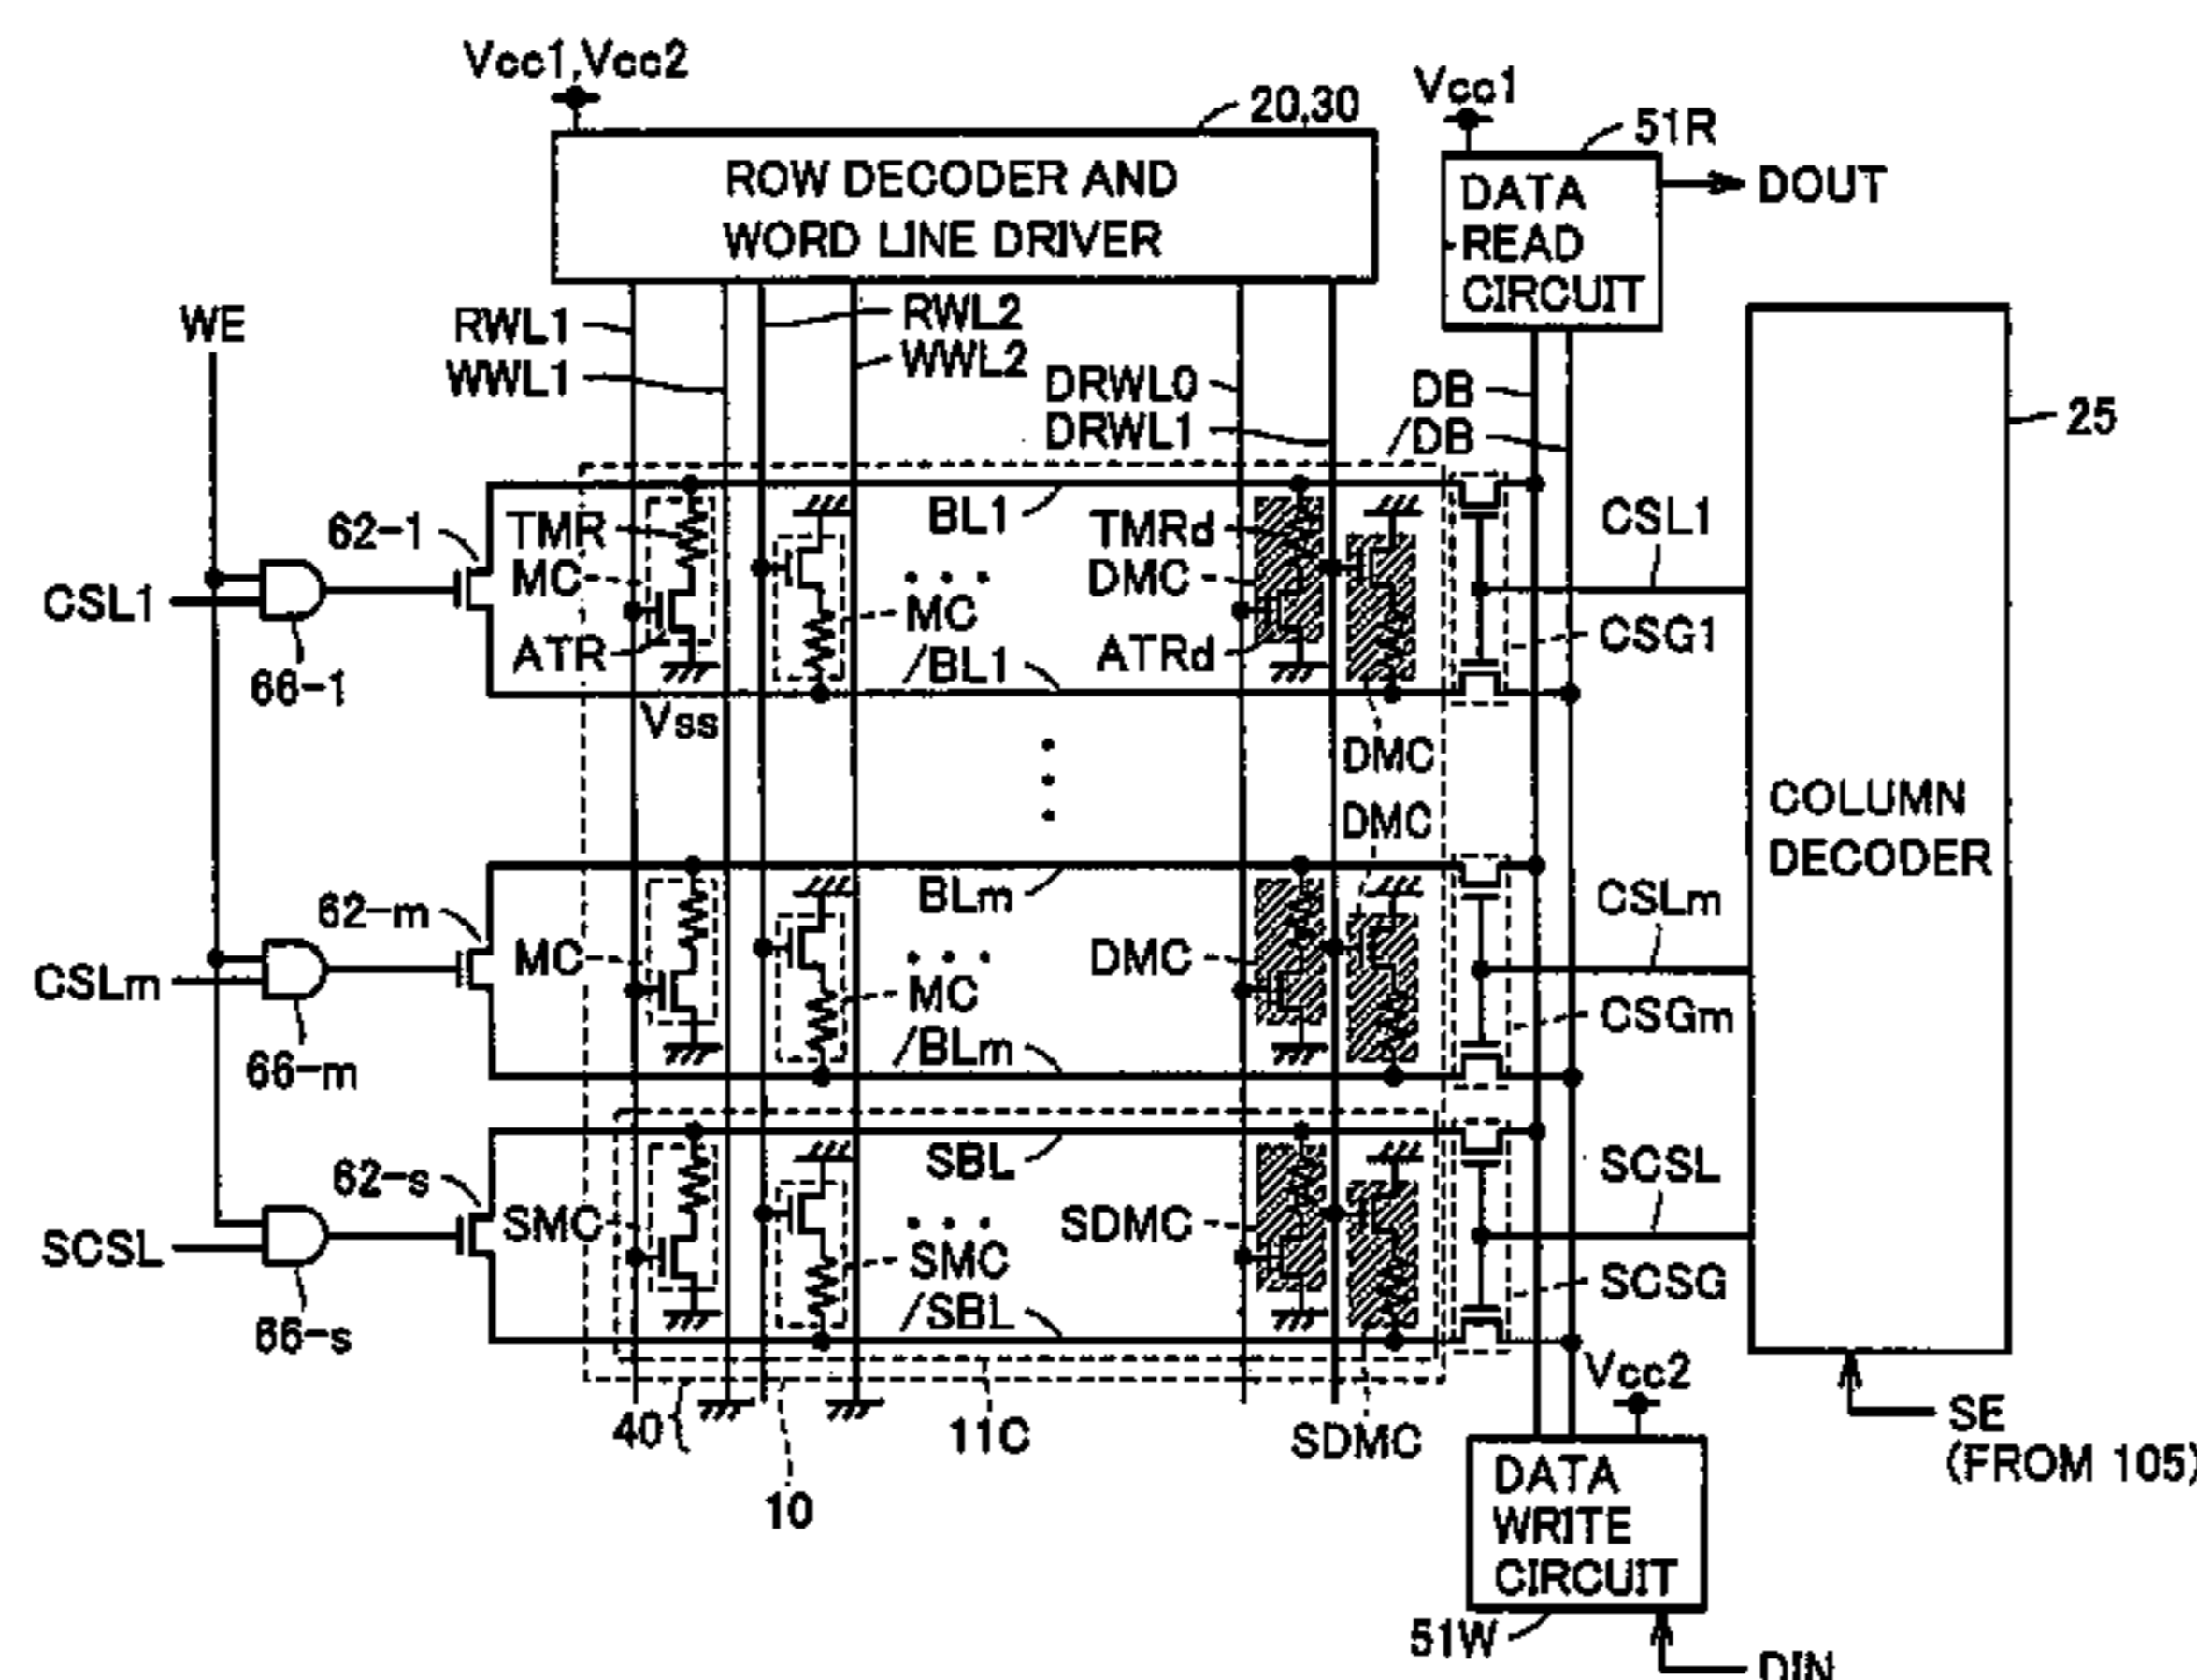 Vcc1,Vcc2
20,30
Vcc1
51R
ROW DECODER AND
WORD LINE DRIVER
DATA
READ
CIRCUIT
DOUT
WE
RWL1
WWL1
RWL2
WWL2
DRWL0
DRWL1
DB
/DB
25
62-1
TMR
MC
ATR
BL1
MC
/BL1
TMRd
DMC
ATRd
CSL1
CSG1
CSL1
66-1
Vss
DMC
DMC
COLUMN
DECODER
62-m
MC
BLm
MC
/BLm
DMC
CSLm
CSGm
CSLm
66-m
62-s
SMC
SBL
SMC
/SBL
SDMC
SCSL
SCSG
SCSL
66-s
Vcc2
40
10
11C
SDMC
SE
(FROM 105)
DATA
WRITE
CIRCUIT
51W
DIN